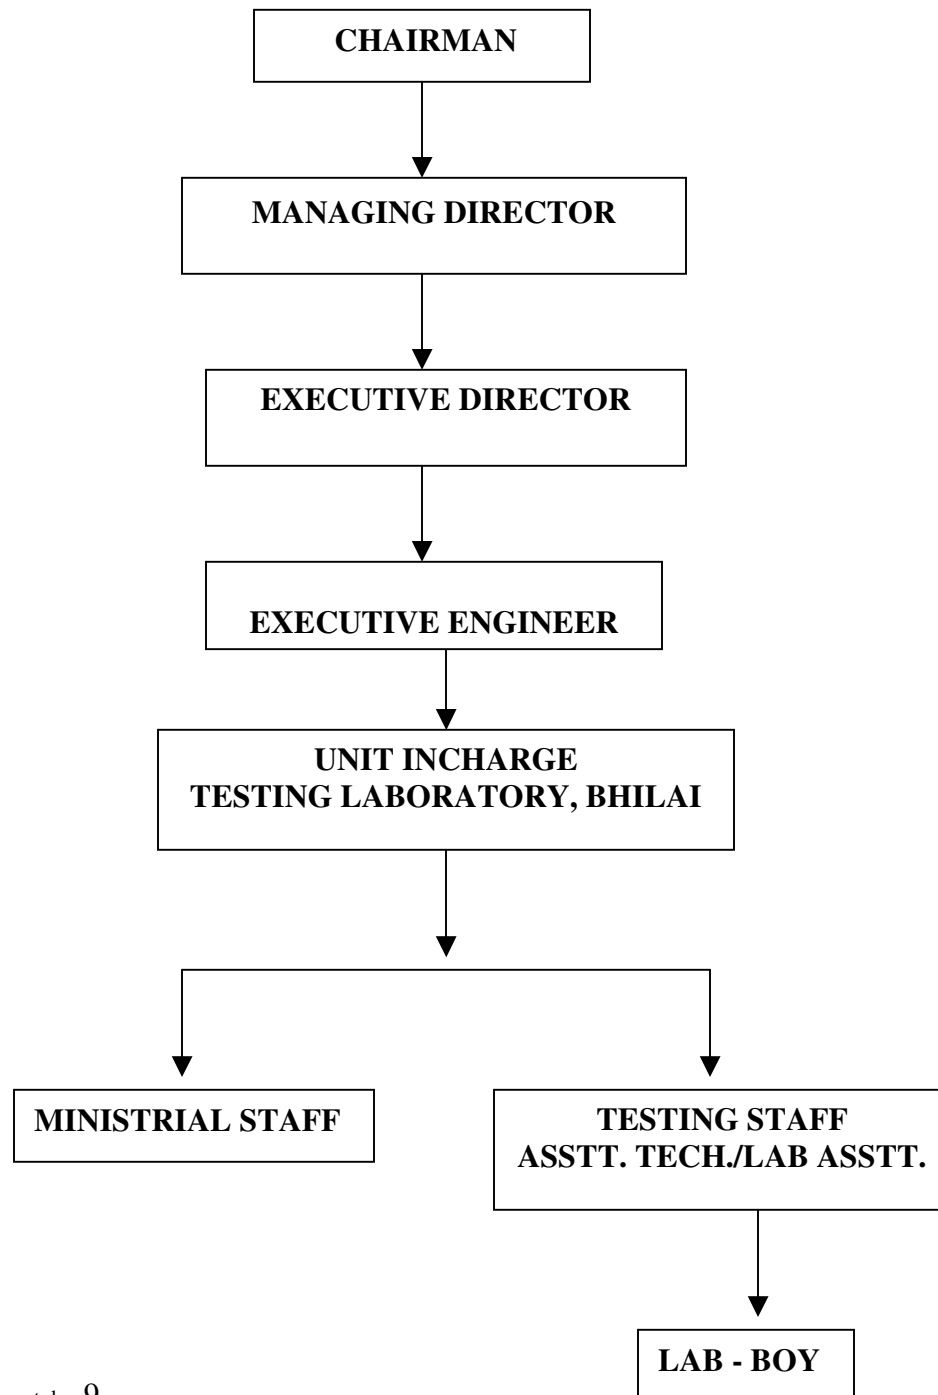 CHAIRMAN
MANAGING DIRECTOR
EXECUTIVE DIRECTOR
EXECUTIVE ENGINEER
UNIT INCHARGE
TESTING LABORATORY, BHILAI
MINISTRIAL STAFF
TESTING STAFF
ASSTT. TECH./LAB ASSTT.
LAB - BOY
9